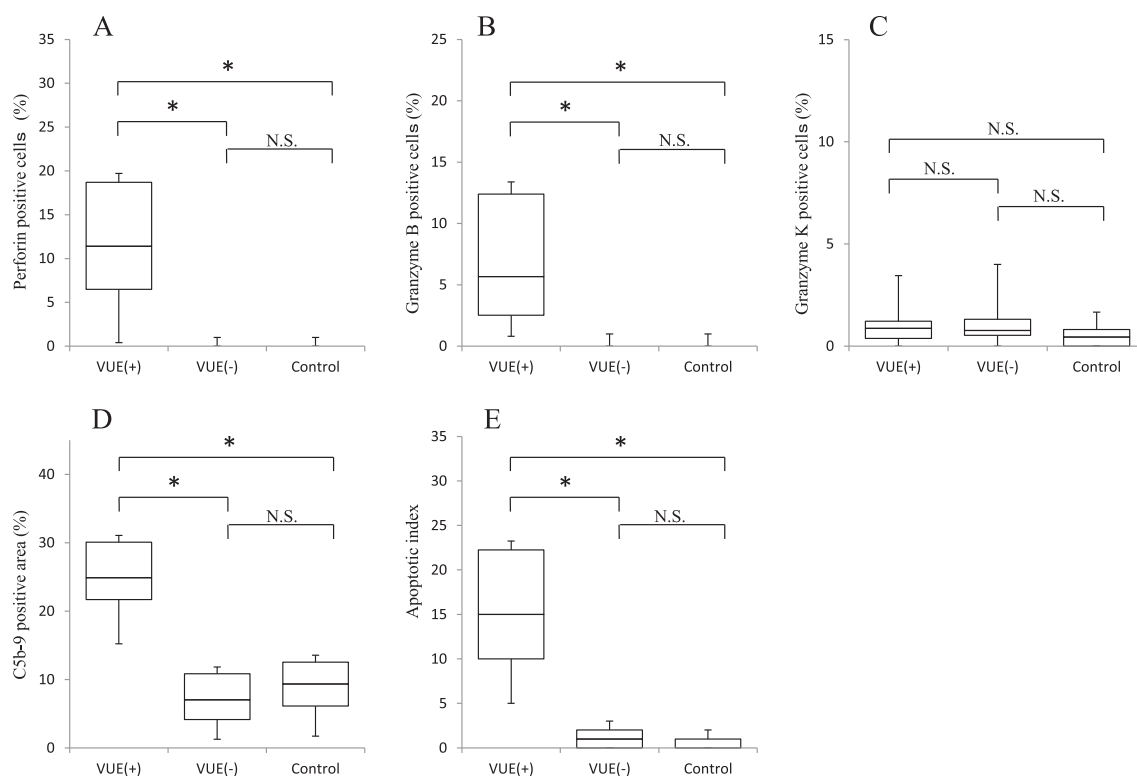 A
Perforin positive cells (%)
35
30
25
20
15
10
5
0
*
*
N.S.
VUE(+) VUE(-) Control
B
Granzyme B positive cells (%)
25
20
15
10
5
0
*
*
N.S.
VUE(+) VUE(-) Control
C
Granzyme K positive cells (%)
15
10
5
0
N.S.
N.S.
N.S.
VUE(+) VUE(-) Control
D
C5b-9 positive area (%)
40
30
20
10
0
*
*
N.S.
VUE(+) VUE(-) Control
E
Apoptotic index
35
30
25
20
15
10
5
0
*
*
N.S.
VUE(+) VUE(-) Control